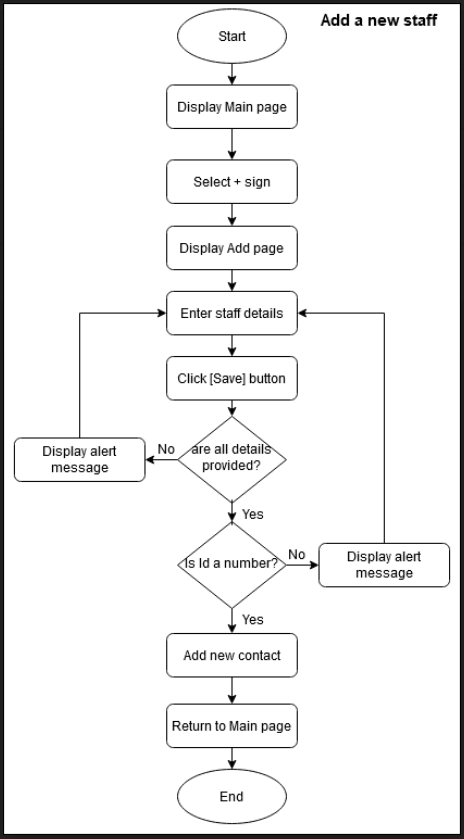 Add a new staff
Start
Display Main page
Select + sign
Display Add page
Enter staff details
Click [Save] button
are all details
provided?
No
Display alert
message
Yes
Is Id a number?
No
Display alert
message
Yes
Add new contact
Return to Main page
End